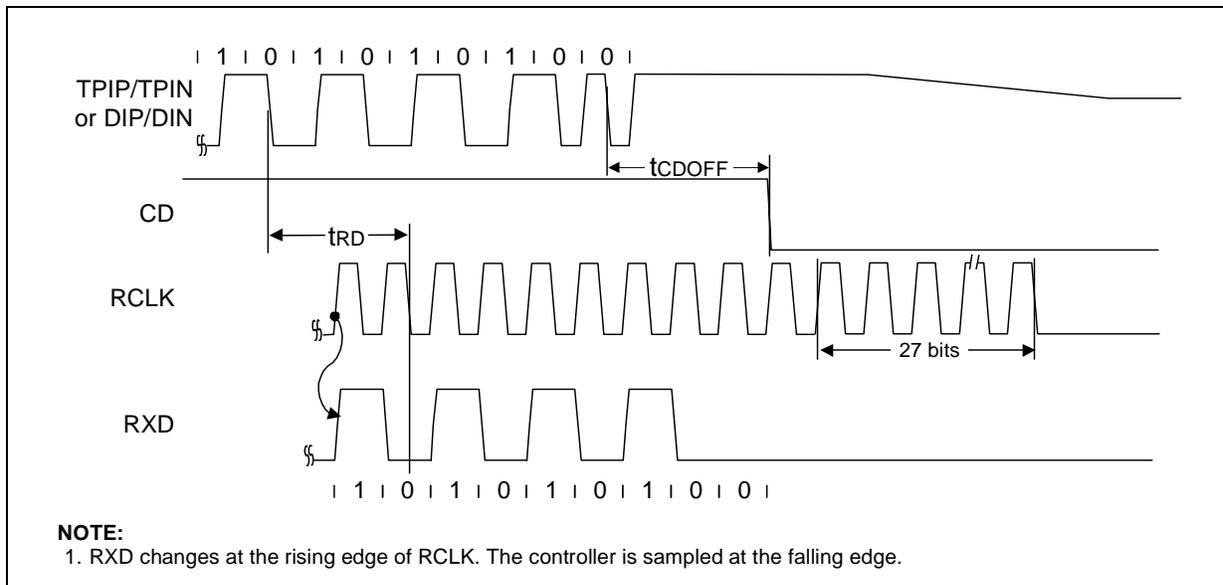 1 0 1 0 1 0 1 0 0
TPIP/TPIN
or DIP/DIN
tCDOFF
CD
tRD
RCLK
27 bits
RXD
1 0 1 0 1 0 1 0 0
NOTE:
1. RXD changes at the rising edge of RCLK. The controller is sampled at the falling edge.